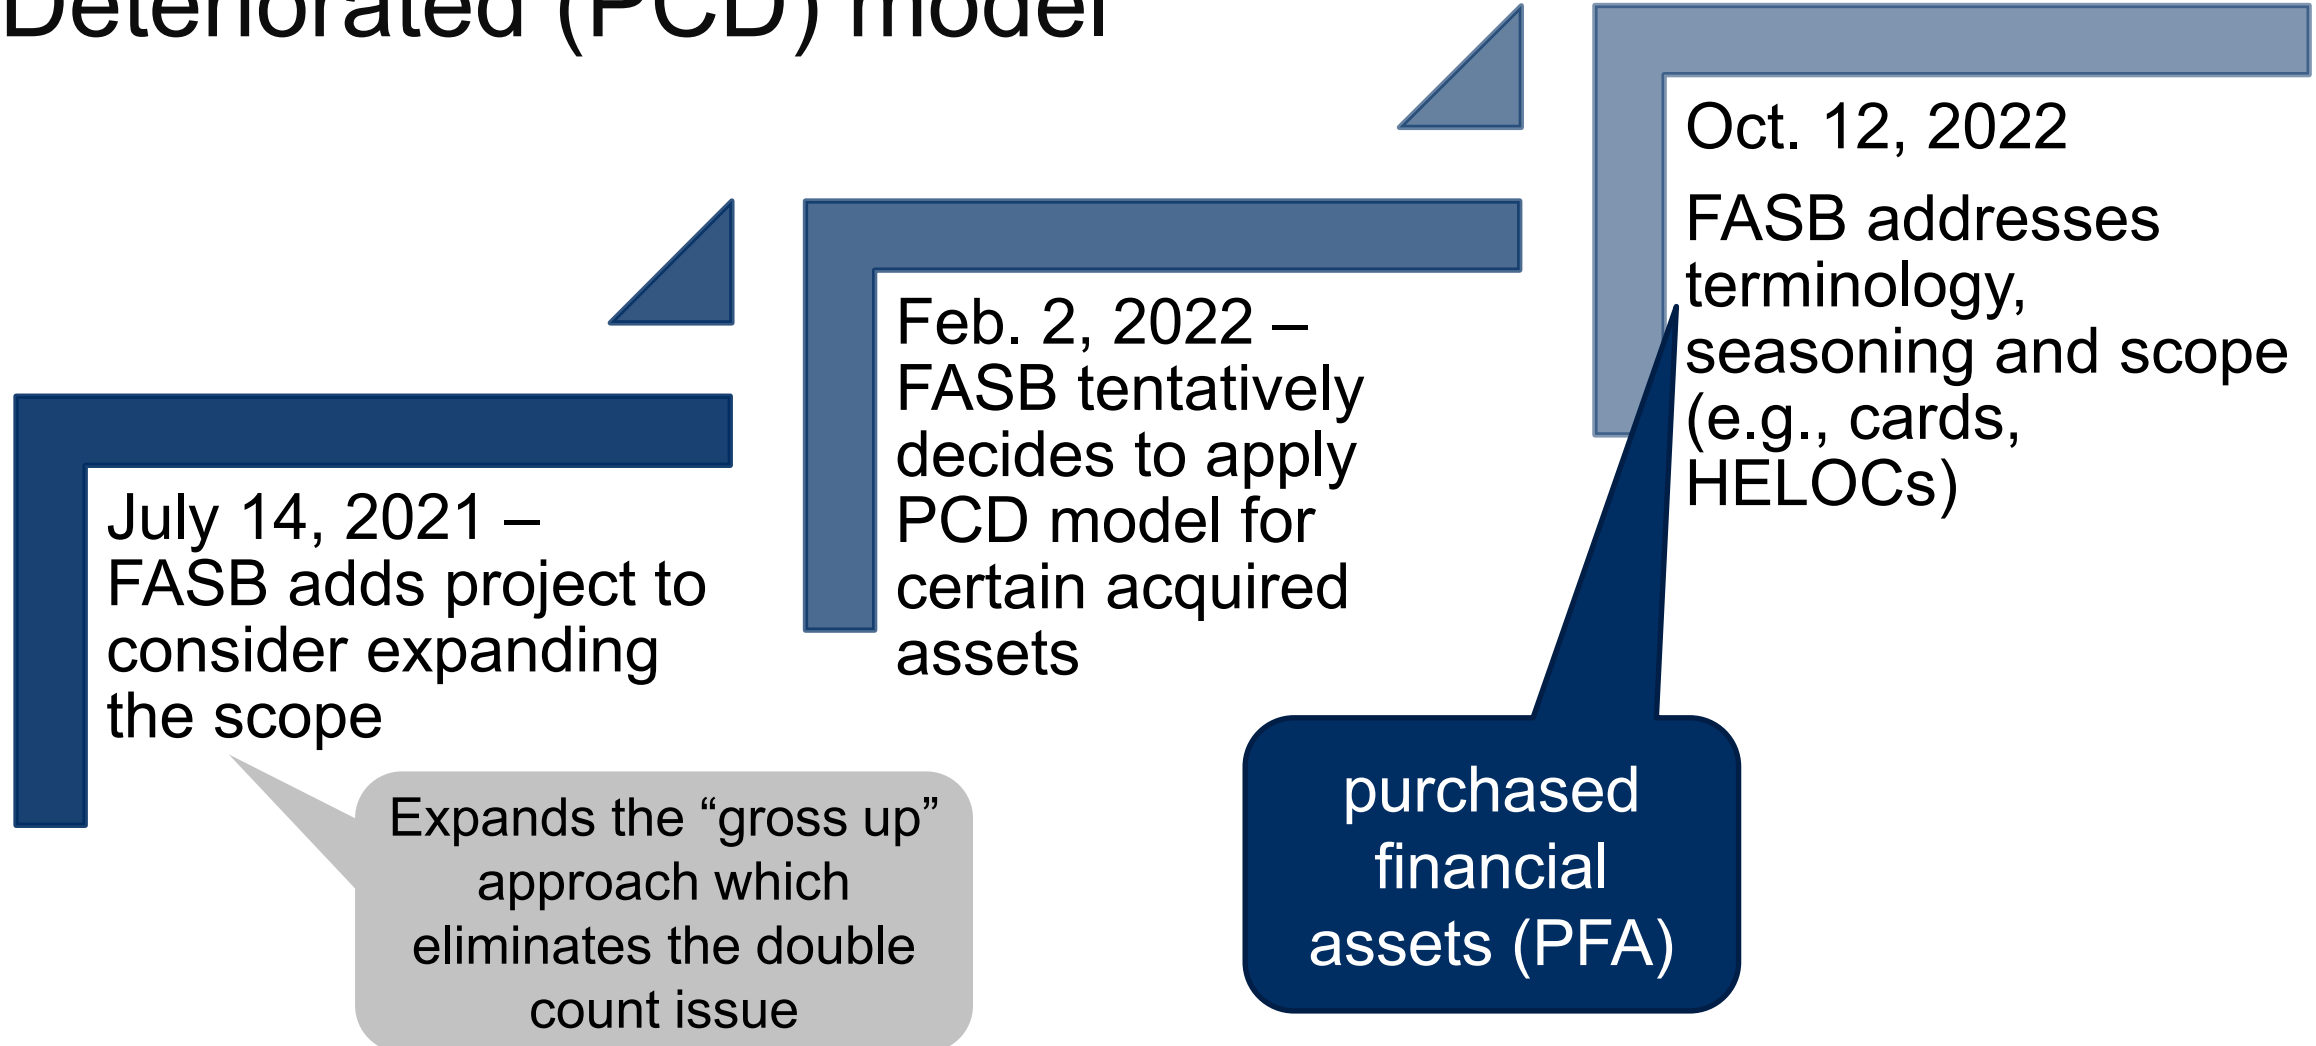 Deteriorated (PCD) model
July 14, 2021 –
FASB adds project to
consider expanding
the scope
Expands the “gross up”
approach which
eliminates the double
count issue
Feb. 2, 2022 –
FASB tentatively
decides to apply
PCD model for
certain acquired
assets
Oct. 12, 2022
FASB addresses
terminology,
seasoning and scope
(e.g., cards,
HELOCs)
purchased
financial
assets (PFA)